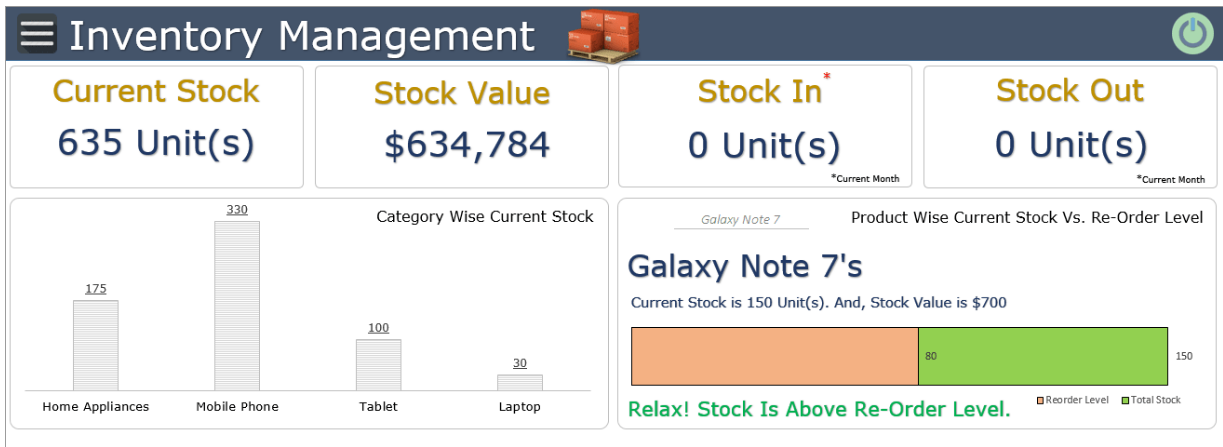 Inventory Management
Current Stock
635 Unit(s)
Stock Value
$634,784
Stock In*
0 Unit(s)
*Current Month
Stock Out
0 Unit(s)
*Current Month
Category Wise Current Stock
175
330
100
30
Home Appliances
Mobile Phone
Tablet
Laptop
Galaxy Note 7
Product Wise Current Stock Vs. Re-Order Level
Galaxy Note 7's
Current Stock is 150 Unit(s). And, Stock Value is $700
80
150
Relax! Stock Is Above Re-Order Level.
Reorder Level
Total Stock